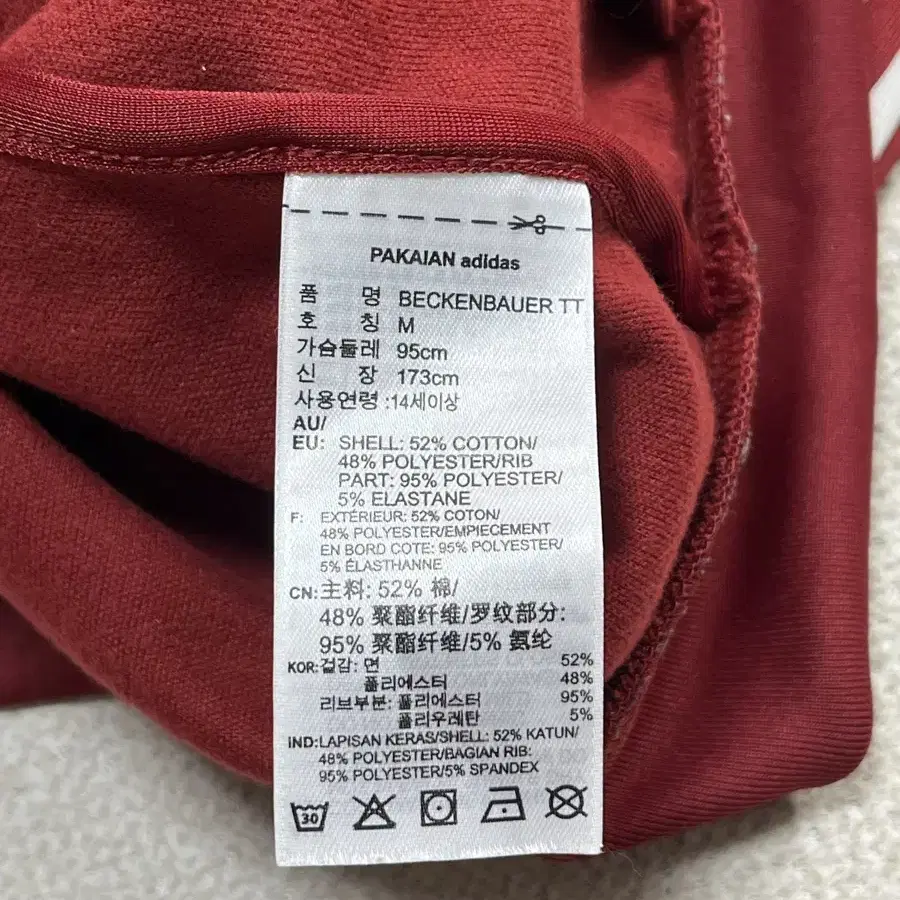 PAKAIAN adidas
품 명 BECKENBAUER TT
호 칭 M
가슴둘레 95cm
신 장 173cm
사용연령 :14세이상
AU/
EU: SHELL: 52% COTTON/
48% POLYESTER/RIB
PART: 95% POLYESTER/
5% ELASTANE
F: EXTÉRIEUR: 52% COTON/
48% POLYESTER/EMPIECEMENT
EN BORD COTE: 95% POLYESTER/
5% ÉLASTHANNE
CN: 主料: 52% 棉/
48% 聚酯纤维/罗纹部分:
95% 聚酯纤维/5% 氨纶
KOR: 겉감: 면 52%
폴리에스터 48%
리브부분: 폴리에스터 95%
폴리우레탄 5%
IND: LAPISAN KERAS/SHELL: 52% KATUN/
48% POLYESTER/BAGIAN RIB:
95% POLYESTER/5% SPANDEX
30